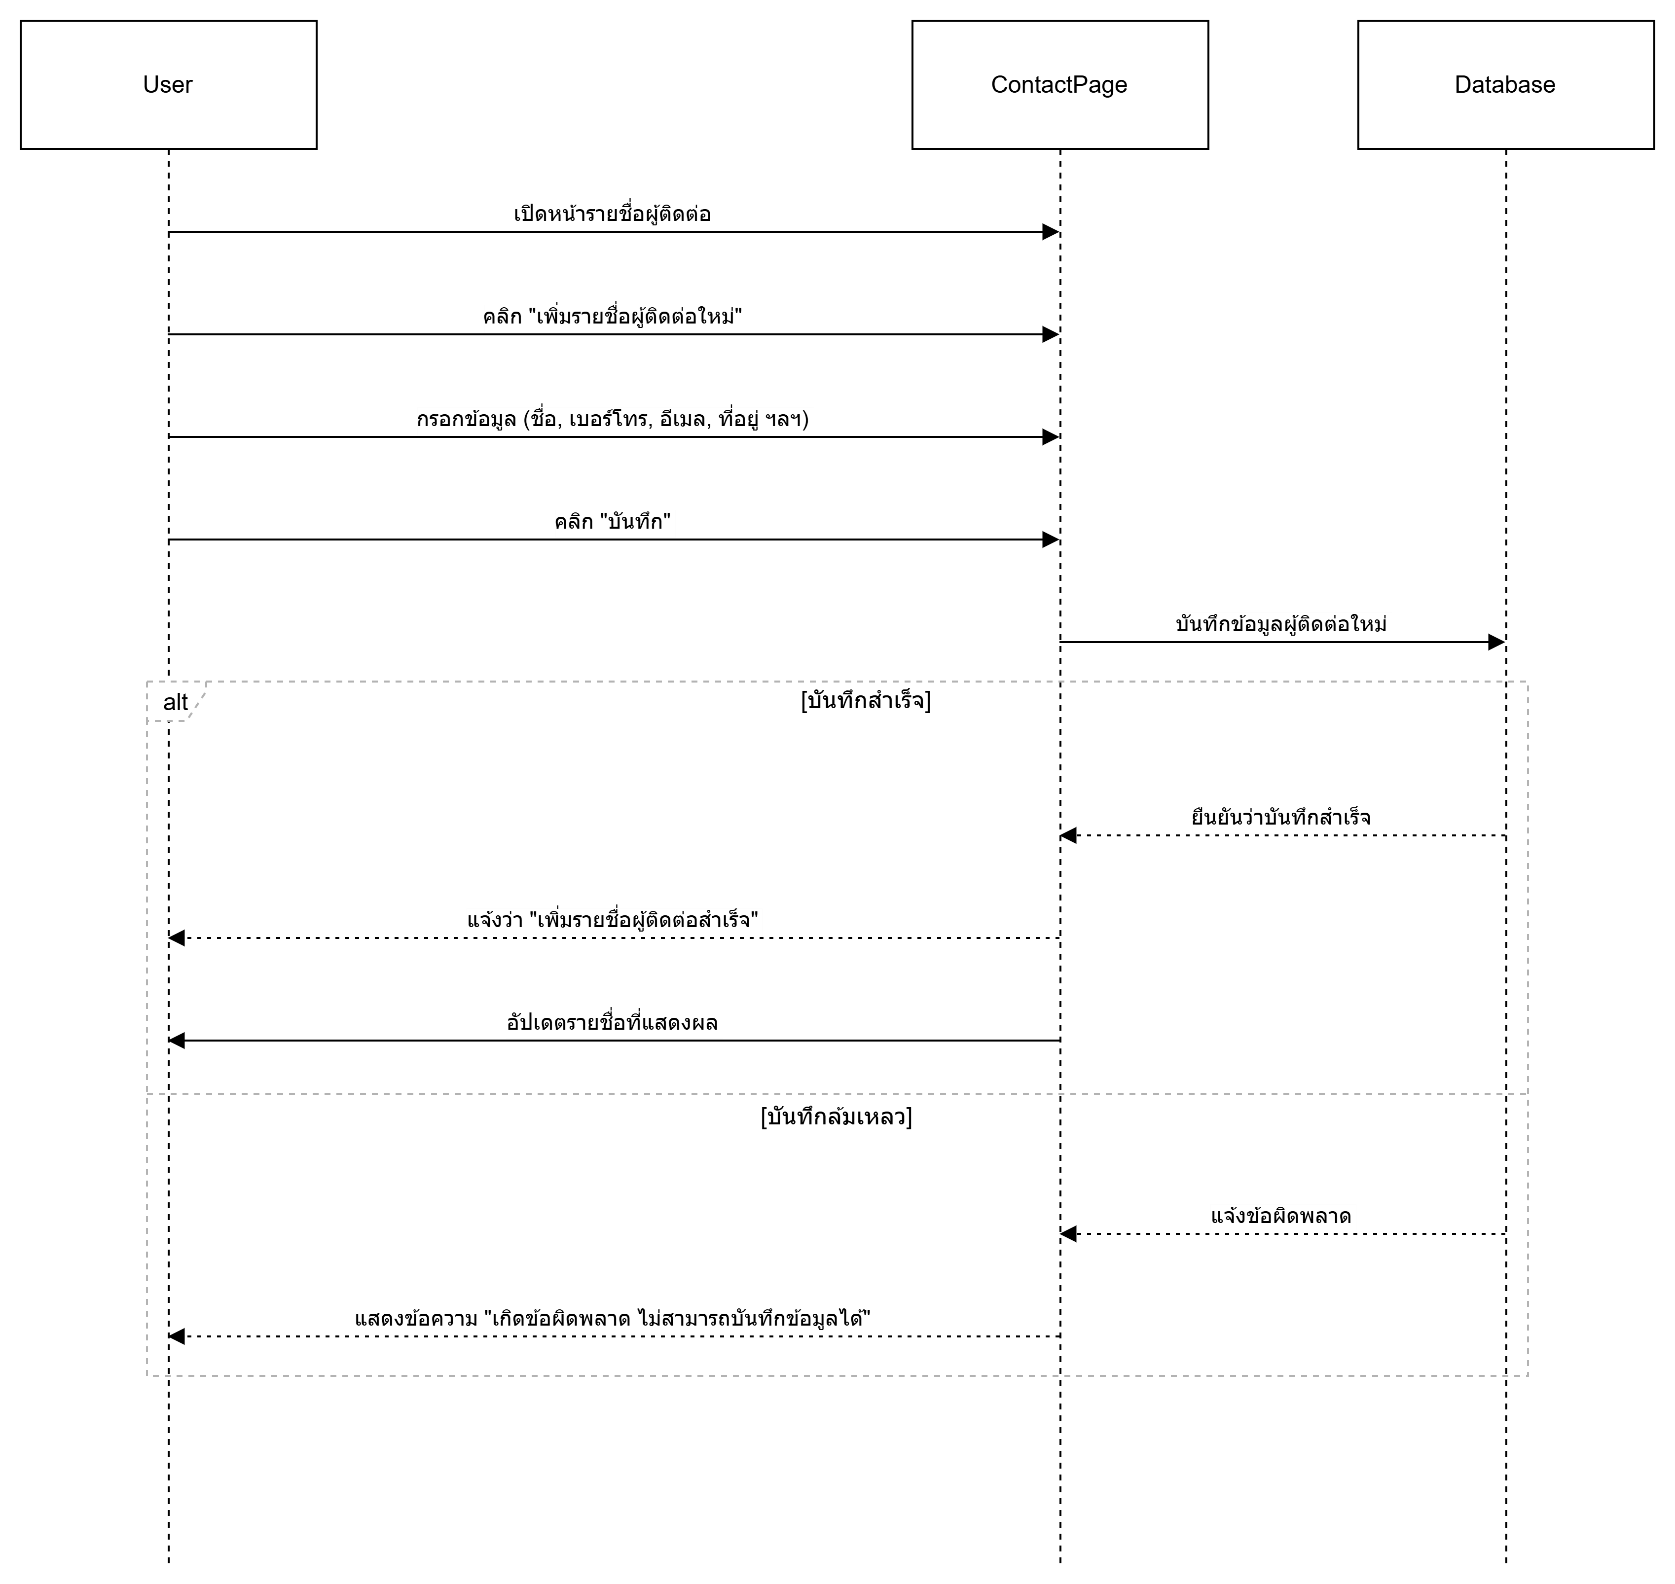 User
ContactPage
Database
เปิดหน้ารายชื่อผู้ติดต่อ
คลิก "เพิ่มรายชื่อผู้ติดต่อใหม่"
กรอกข้อมูล (ชื่อ, เบอร์โทร, อีเมล, ที่อยู่ ฯลฯ)
คลิก "บันทึก"
บันทึกข้อมูลผู้ติดต่อใหม่
alt
[บันทึกสำเร็จ]
ยืนยันว่าบันทึกสำเร็จ
แจ้งว่า "เพิ่มรายชื่อผู้ติดต่อสำเร็จ"
อัปเดตรายชื่อที่แสดงผล
[บันทึกล้มเหลว]
แจ้งข้อผิดพลาด
แสดงข้อความ "เกิดข้อผิดพลาด ไม่สามารถบันทึกข้อมูลได้"